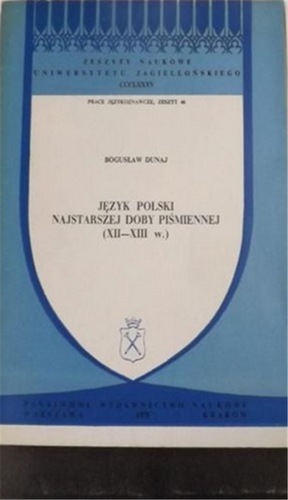 ZESZYTY NAUKOWE
UNIWERSYTETU JAGIELLOŃSKIEGO
PRACE JĘZYKOZNAWCZE, ZESZYT 46
BOGUSŁAW DUNAJ
JĘZYK POLSKI
NAJSTARSZEJ DOBY PIŚMIENNEJ
(XII—XIII w.)
PAŃSTWOWE WYDAWNICTWO NAUKOWE
WARSZAWA KRAKÓW